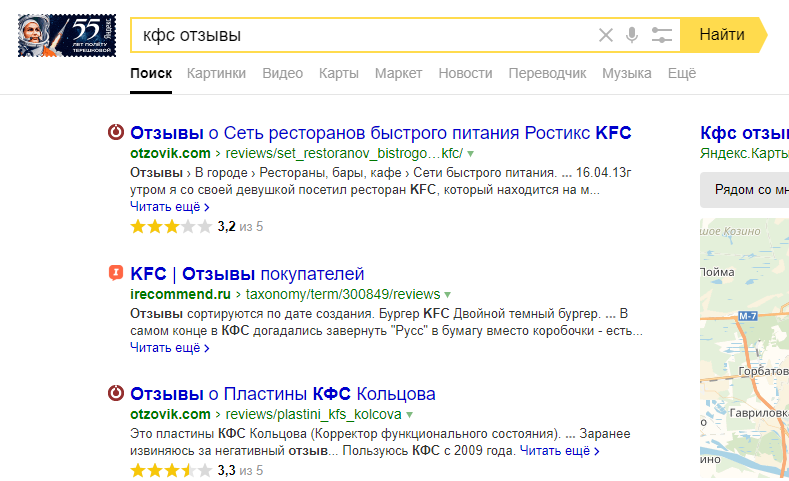 55
ЛЕТ ПОЛЁТУ
ТЕРЕШКОВОЙ
Яндекс
кфс отзывы
Найти
Поиск Картинки Видео Карты Маркет Новости Переводчик Музыка Ещё
Отзывы о Сеть ресторанов быстрого питания Ростикс KFC
otzovik.com › reviews/set_restoranov_bistrogo…kfc/
Отзывы › В городе › Рестораны, бары, кафе › Сети быстрого питания. ... 16.04.13г
утром я со своей девушкой посетил ресторан KFC, который находится на м...
Читать ещё ›
3,2 из 5
KFC | Отзывы покупателей
irecommend.ru › taxonomy/term/300849/reviews
Отзывы сортируются по дате создания. Бургер KFC Двойной темный бургер. ... В
самом конце в КФС догадались завернуть "Русс" в бумагу вместо коробочки - есть...
Читать ещё ›
Отзывы о Пластины КФС Кольцова
otzovik.com › reviews/plastini_kfs_kolcova
Это пластины КФС Кольцова (Корректор функционального состояния). ... Заранее
извиняюсь за негативный отзыв... Пользуюсь КФС с 2009 года. Читать ещё ›
3,3 из 5
Кфс отзы
Яндекс.Карты
Рядом со мн
шое Козино
Пойма
М-7
Горбатов
Гавриловка
ино